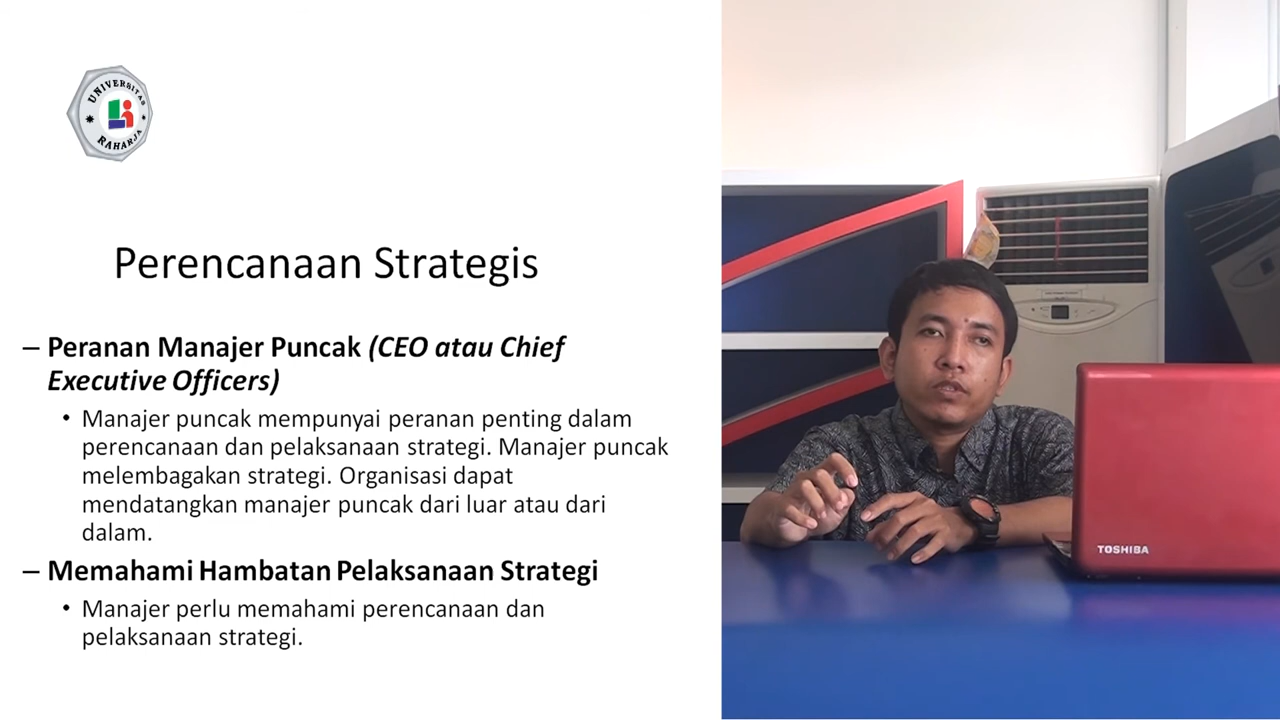 UNIVERSITAS
RAHARJA
Perencanaan Strategis
– Peranan Manajer Puncak (CEO atau Chief
Executive Officers)
• Manajer puncak mempunyai peranan penting dalam
perencanaan dan pelaksanaan strategi. Manajer puncak
melembagakan strategi. Organisasi dapat
mendatangkan manajer puncak dari luar atau dari
dalam.
– Memahami Hambatan Pelaksanaan Strategi
• Manajer perlu memahami perencanaan dan
pelaksanaan strategi.
TOSHIBA